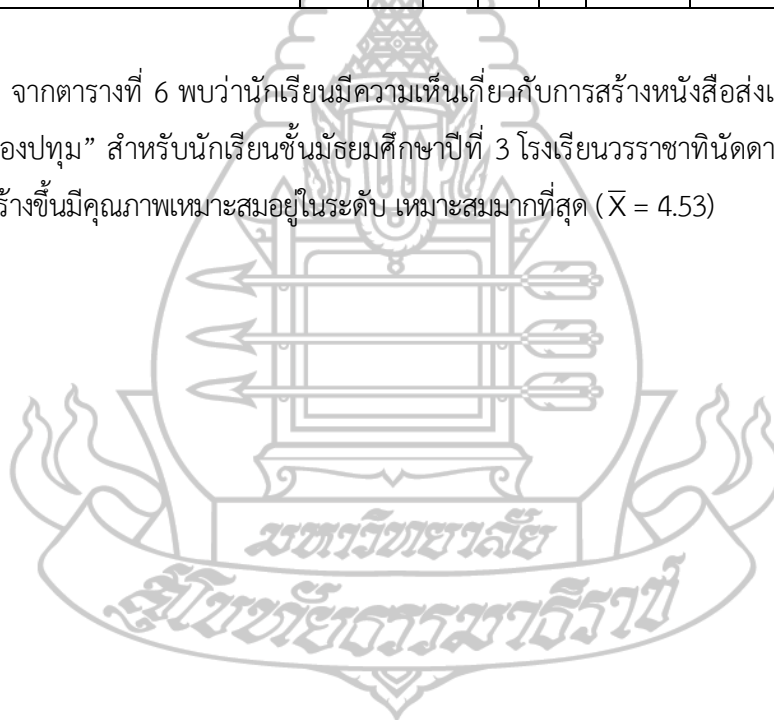 จากตารางที่ 6 พบว่านักเรียนมีความเห็นเกี่ยวกับการสร้างหนังสือส่งเ
องปทุม” สำหรับนักเรียนชั้นมัธยมศึกษาปีที่ 3 โรงเรียนวรราชาทินัดดา
ร้างขึ้นมีคุณภาพเหมาะสมอยู่ในระดับ เหมาะสมมากที่สุด ( X̅ = 4.53)
มหาวิทยาลัย
สุโขทัยธรรมาธิราช